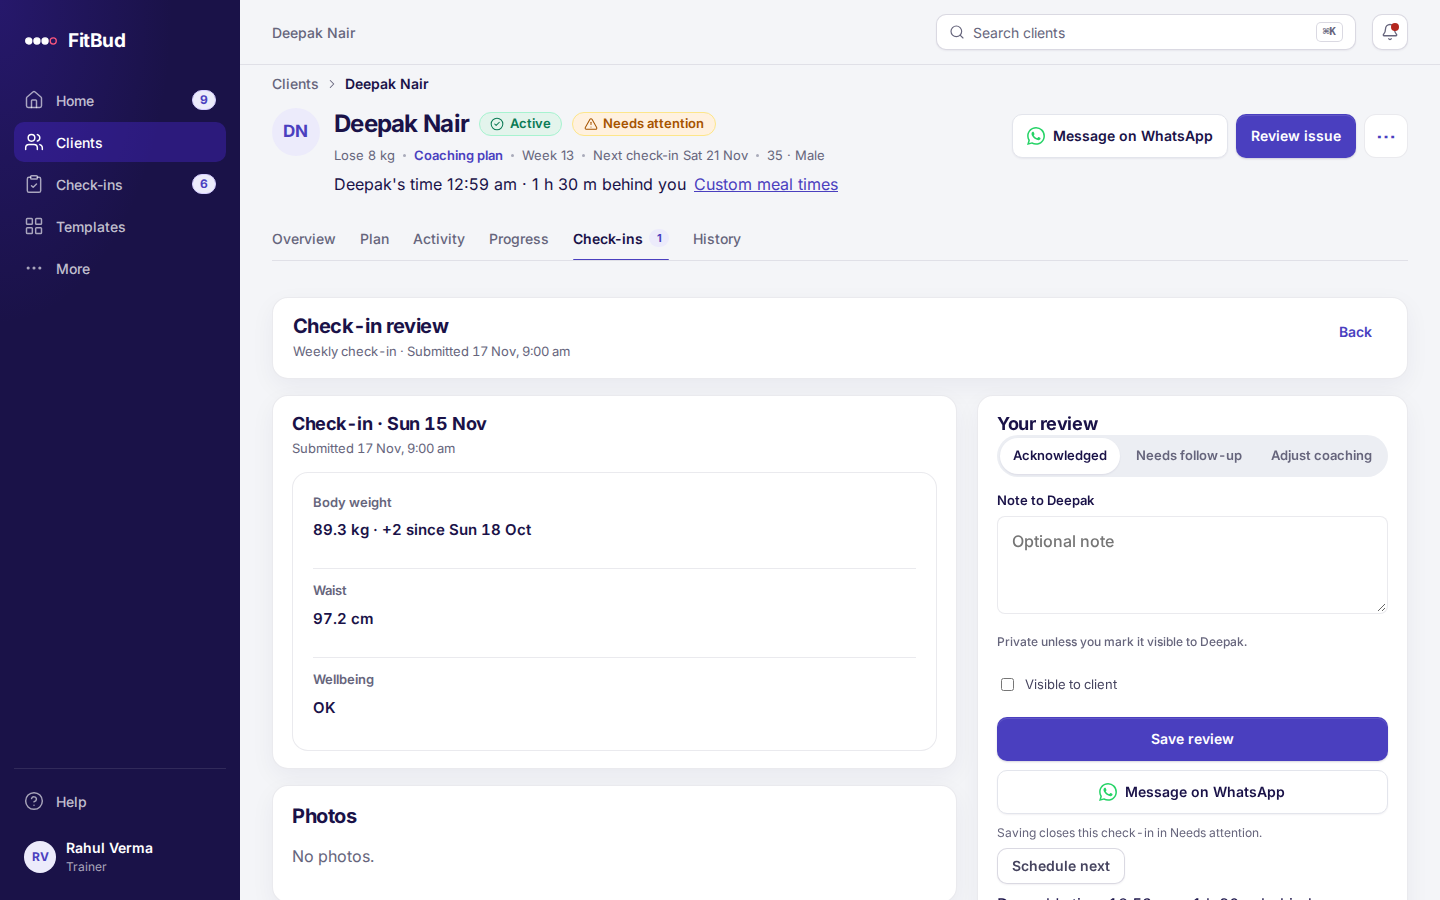 FitBud
Home 9
Clients
Check-ins 6
Templates
More
Help
RV
Rahul Verma
Trainer
Deepak Nair
Search clients
⌘K
Clients > Deepak Nair
DN
Deepak Nair
Active
Needs attention
Lose 8 kg • Coaching plan • Week 13 • Next check-in Sat 21 Nov • 35 · Male
Deepak's time 12:59 am · 1 h 30 m behind you Custom meal times
Message on WhatsApp
Review issue
Overview
Plan
Activity
Progress
Check-ins 1
History
Check-in review
Weekly check-in · Submitted 17 Nov, 9:00 am
Back
Check-in · Sun 15 Nov
Submitted 17 Nov, 9:00 am
Body weight
89.3 kg · +2 since Sun 18 Oct
Waist
97.2 cm
Wellbeing
OK
Photos
No photos.
Your review
Acknowledged
Needs follow-up
Adjust coaching
Note to Deepak
Optional note
Private unless you mark it visible to Deepak.
Visible to client
Save review
Message on WhatsApp
Saving closes this check-in in Needs attention.
Schedule next